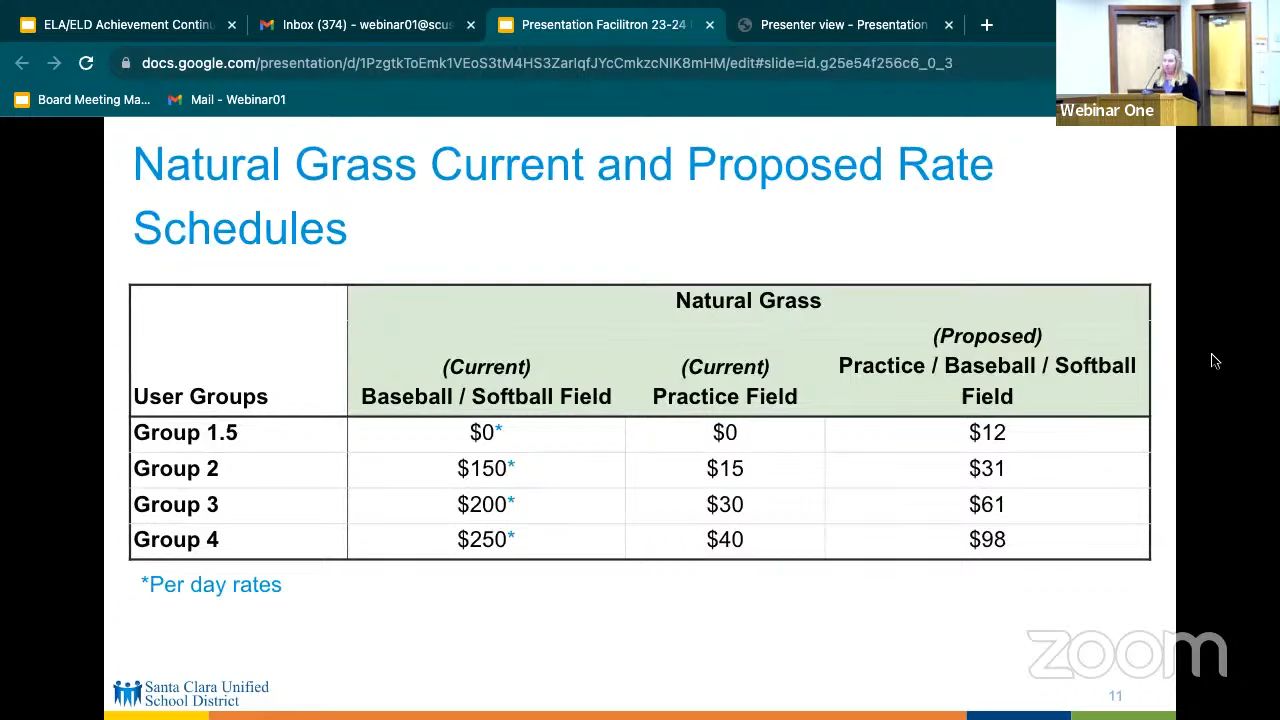 ELA/ELD Achievement Continu
Inbox (374) - webinar01@scus
Presentation Facilitron 23-24
Presenter view - Presentation
docs.google.com/presentation/d/1PzgtkToEmk1VEoS3tM4HS3ZarIqfJYcCmkzcNIK8mHM/edit#slide=id.g25e54f256c6_0_3
Board Meeting Ma...
Mail - Webinar01
Webinar One
Natural Grass Current and Proposed Rate
Schedules
Natural Grass
(Proposed)
(Current) (Current) Practice / Baseball / Softball
User Groups Baseball / Softball Field Practice Field Field
Group 1.5 $0* $0 $12
Group 2 $150* $15 $31
Group 3 $200* $30 $61
Group 4 $250* $40 $98
*Per day rates
zoom
Santa Clara Unified
School District
11